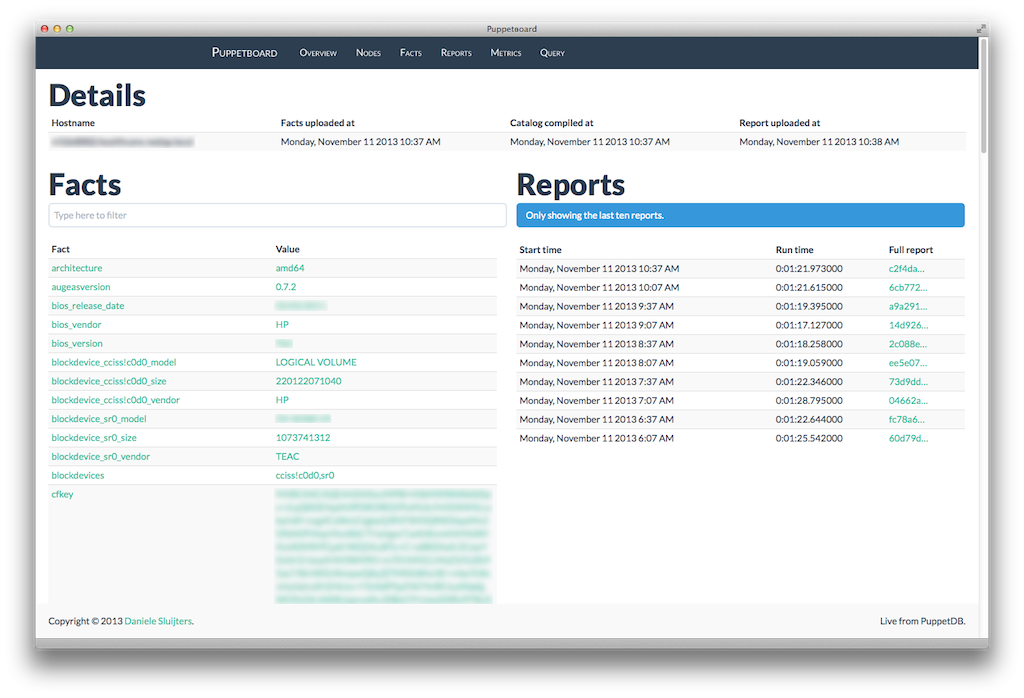 Puppetboard
Puppetboard Overview Nodes Facts Reports Metrics Query
Details
Hostname Facts uploaded at Catalog compiled at Report uploaded at
Monday, November 11 2013 10:37 AM Monday, November 11 2013 10:37 AM Monday, November 11 2013 10:38 AM
Facts
Type here to filter
Fact Value
architecture amd64
augeasversion 0.7.2
bios_release_date
bios_vendor HP
bios_version
blockdevice_cciss!c0d0_model LOGICAL VOLUME
blockdevice_cciss!c0d0_size 220122071040
blockdevice_cciss!c0d0_vendor HP
blockdevice_sr0_model
blockdevice_sr0_size 1073741312
blockdevice_sr0_vendor TEAC
blockdevices cciss!c0d0,sr0
cfkey
Reports
Only showing the last ten reports.
Start time Run time Full report
Monday, November 11 2013 10:37 AM 0:01:21.973000 c2f4da...
Monday, November 11 2013 10:07 AM 0:01:21.615000 6cb772...
Monday, November 11 2013 9:37 AM 0:01:19.395000 a9a291...
Monday, November 11 2013 9:07 AM 0:01:17.127000 14d926...
Monday, November 11 2013 8:37 AM 0:01:18.258000 2c088e...
Monday, November 11 2013 8:07 AM 0:01:19.059000 ee5e07...
Monday, November 11 2013 7:37 AM 0:01:22.346000 73d9dd...
Monday, November 11 2013 7:07 AM 0:01:28.795000 04662a...
Monday, November 11 2013 6:37 AM 0:01:22.644000 fc78a6...
Monday, November 11 2013 6:07 AM 0:01:25.542000 60d79d...
Copyright © 2013 Daniele Sluijters. Live from PuppetDB.